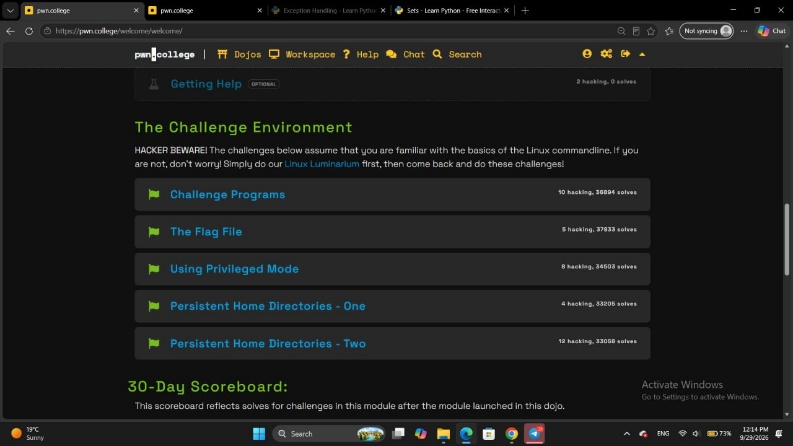 pwn.college
pwn.college
Exception Handling - Learn Python
Sets - Learn Python - Free Interac
https://pwn.college/welcome/welcome/
Not syncing
Chat
pwn.college | Dojos Workspace ? Help Chat Search
Getting Help OPTIONAL 2 hacking, 0 solves
The Challenge Environment
HACKER BEWARE! The challenges below assume that you are familiar with the basics of the Linux commandline. If you
are not, don't worry! Simply do our Linux Luminarium first, then come back and do these challenges!
Challenge Programs 10 hacking, 36894 solves
The Flag File 5 hacking, 37833 solves
Using Privileged Mode 8 hacking, 34503 solves
Persistent Home Directories - One 4 hacking, 33205 solves
Persistent Home Directories - Two 12 hacking, 33058 solves
30-Day Scoreboard:
This scoreboard reflects solves for challenges in this module after the module launched in this dojo.
Activate Windows
Go to Settings to activate Windows.
19°C
Sunny
Search
ENG
73%
12:14 PM
9/29/2026